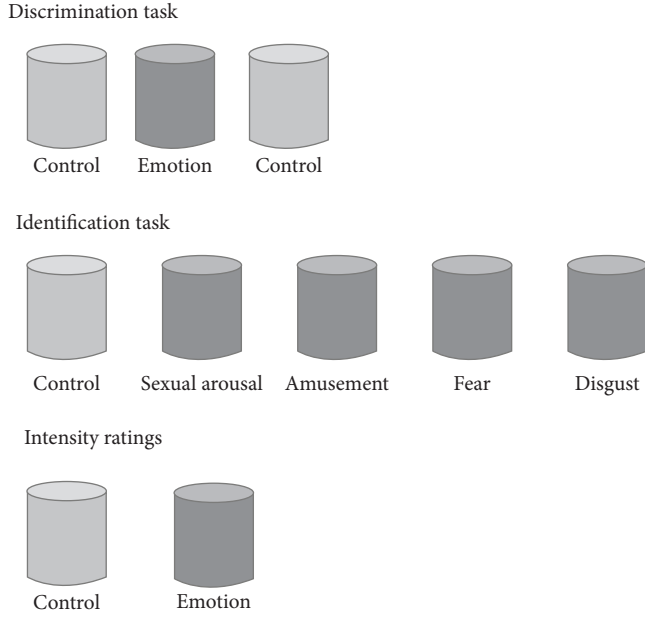 Discrimination task
Control Emotion Control
Identification task
Control Sexual arousal Amusement Fear Disgust
Intensity ratings
Control Emotion